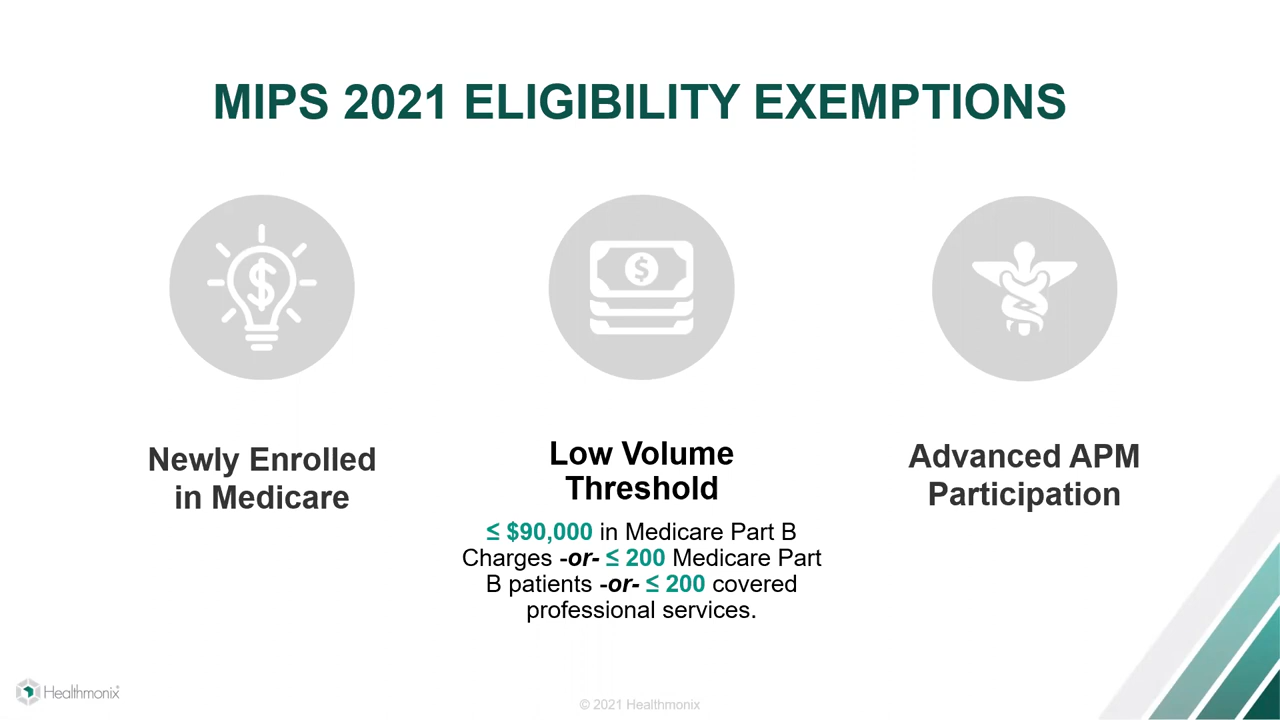 MIPS 2021 ELIGIBILITY EXEMPTIONS
Newly Enrolled
in Medicare
Low Volume
Threshold
≤ $90,000 in Medicare Part B
Charges -or- ≤ 200 Medicare Part
B patients -or- ≤ 200 covered
professional services.
Advanced APM
Participation
Healthmonix
© 2021 Healthmonix